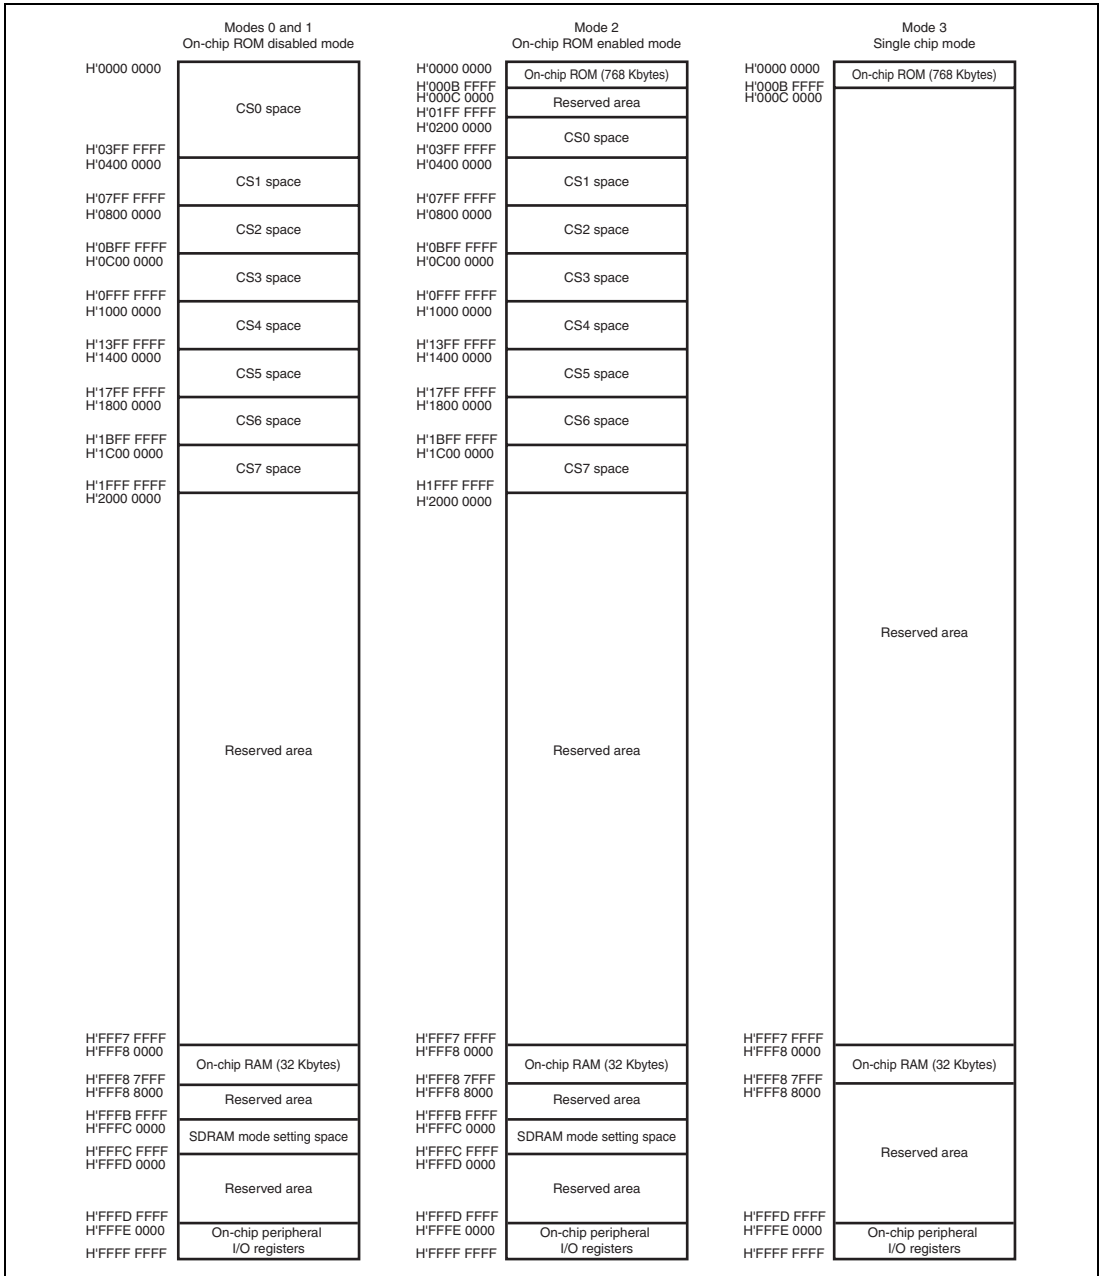 Modes 0 and 1
On-chip ROM disabled mode
H'0000 0000
CS0 space
H'03FF FFFF
H'0400 0000
CS1 space
H'07FF FFFF
H'0800 0000
CS2 space
H'0BFF FFFF
H'0C00 0000
CS3 space
H'0FFF FFFF
H'1000 0000
CS4 space
H'13FF FFFF
H'1400 0000
CS5 space
H'17FF FFFF
H'1800 0000
CS6 space
H'1BFF FFFF
H'1C00 0000
CS7 space
H'1FFF FFFF
H'2000 0000
Reserved area
H'FFF7 FFFF
H'FFF8 0000
On-chip RAM (32 Kbytes)
H'FFF8 7FFF
H'FFF8 8000
Reserved area
H'FFFB FFFF
H'FFFC 0000
SDRAM mode setting space
H'FFFC FFFF
H'FFFD 0000
Reserved area
H'FFFD FFFF
H'FFFE 0000
On-chip peripheral
I/O registers
H'FFFF FFFF
Mode 2
On-chip ROM enabled mode
H'0000 0000
On-chip ROM (768 Kbytes)
H'000B FFFF
H'000C 0000
Reserved area
H'01FF FFFF
H'0200 0000
CS0 space
H'03FF FFFF
H'0400 0000
CS1 space
H'07FF FFFF
H'0800 0000
CS2 space
H'0BFF FFFF
H'0C00 0000
CS3 space
H'0FFF FFFF
H'1000 0000
CS4 space
H'13FF FFFF
H'1400 0000
CS5 space
H'17FF FFFF
H'1800 0000
CS6 space
H'1BFF FFFF
H'1C00 0000
CS7 space
H1FFF FFFF
H'2000 0000
Reserved area
H'FFF7 FFFF
H'FFF8 0000
On-chip RAM (32 Kbytes)
H'FFF8 7FFF
H'FFF8 8000
Reserved area
H'FFFB FFFF
H'FFFC 0000
SDRAM mode setting space
H'FFFC FFFF
H'FFFD 0000
Reserved area
H'FFFD FFFF
H'FFFE 0000
On-chip peripheral
I/O registers
H'FFFF FFFF
Mode 3
Single chip mode
H'0000 0000
On-chip ROM (768 Kbytes)
H'000B FFFF
H'000C 0000
Reserved area
H'FFF7 FFFF
H'FFF8 0000
On-chip RAM (32 Kbytes)
H'FFF8 7FFF
H'FFF8 8000
Reserved area
H'FFFD FFFF
H'FFFE 0000
On-chip peripheral
I/O registers
H'FFFF FFFF